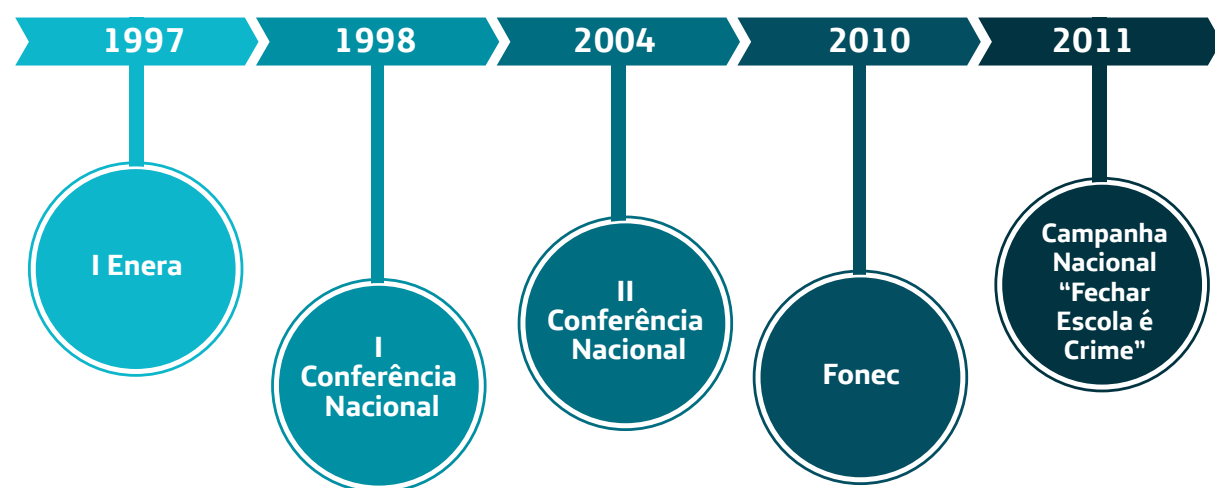 1997
1998
2004
2010
2011
I Enera
I
Conferência
Nacional
II
Conferência
Nacional
Fonec
Campanha
Nacional
“Fechar
Escola é
Crime”